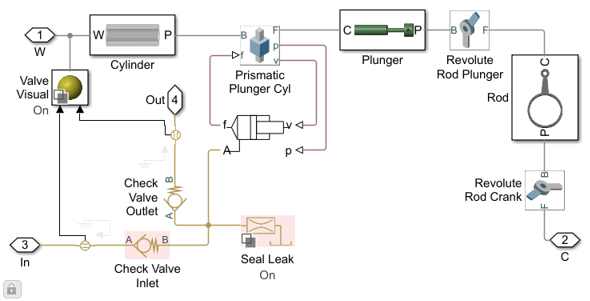 1
W
W
P
Cylinder
Valve
Visual
On
Out
4
B
F
f
p
v
Prismatic
Plunger Cyl
C
P
Plunger
B
F
Revolute
Rod Plunger
C
Rod
P
f
v
A
p
B
Check
Valve
Outlet
A
B
Revolute
Rod Crank
F
3
In
A
B
Check Valve
Inlet
Seal Leak
On
2
C